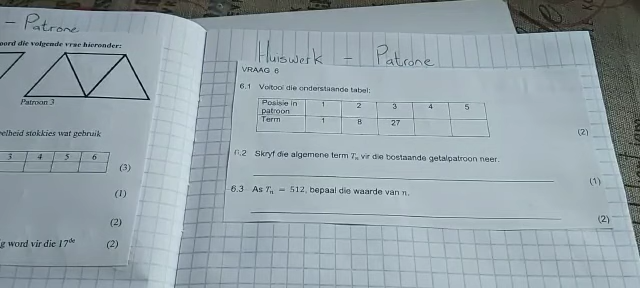 – Patrone
oord die volgende vrae hieronder:
Patroon 3
elheid stokkies wat gebruik
3 4 5 6
(3)
(1)
(2)
g word vir die 17de (2)
Huiswerk – Patrone
VRAAG 6
6.1 Voltooi die onderstaande tabel:
Posisie in patroon 1 2 3 4 5
Term 1 8 27
(2)
6.2 Skryf die algemene term Tn vir die bostaande getalpatroon neer.
(1)
6.3 As Tn = 512, bepaal die waarde van n.
(2)